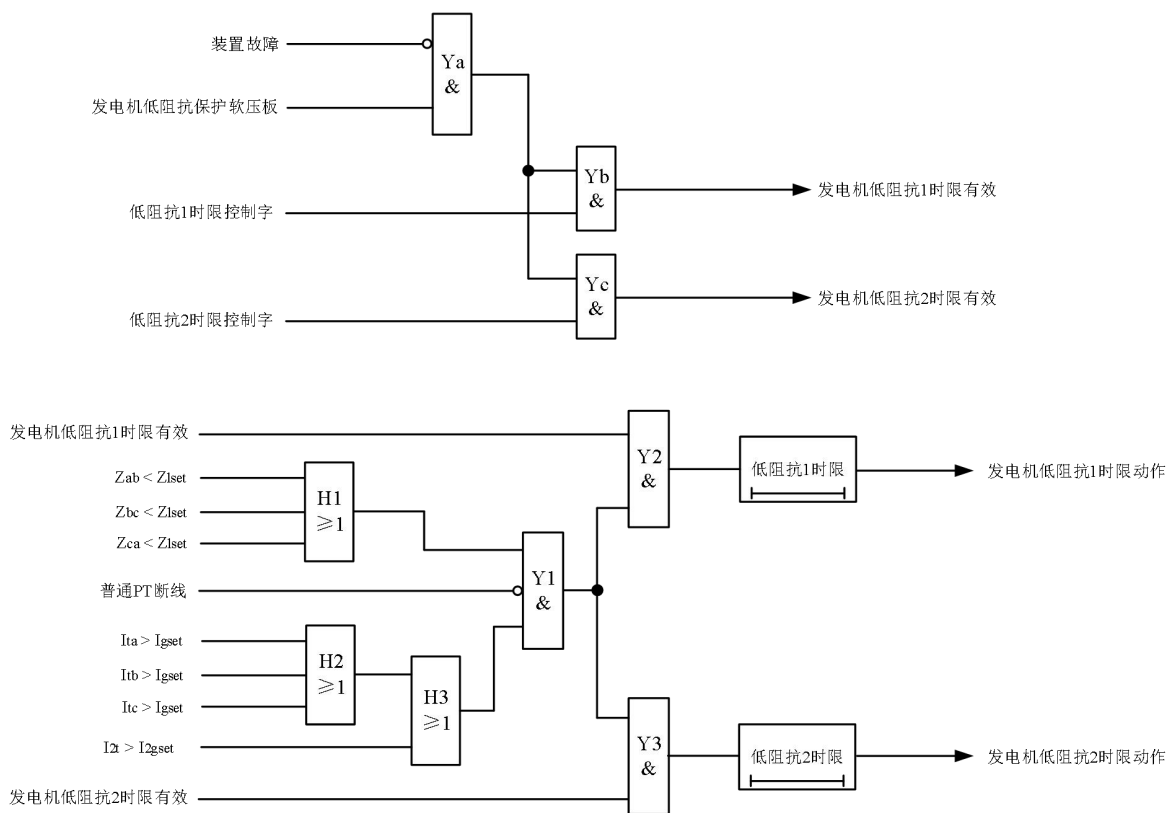 装置故障
Ya
&
发电机低阻抗保护软压板
Yb
&
发电机低阻抗1时限有效
低阻抗1时限控制字
Yc
&
发电机低阻抗2时限有效
低阻抗2时限控制字
发电机低阻抗1时限有效
Y2
&
低阻抗1时限
发电机低阻抗1时限动作
Zab < Zlset
Zbc < Zlset
Zca < Zlset
H1
≥1
普通PT断线
Y1
&
Ita > Igset
Itb > Igset
Itc > Igset
H2
≥1
H3
≥1
I2t > I2gset
Y3
&
低阻抗2时限
发电机低阻抗2时限动作
发电机低阻抗2时限有效